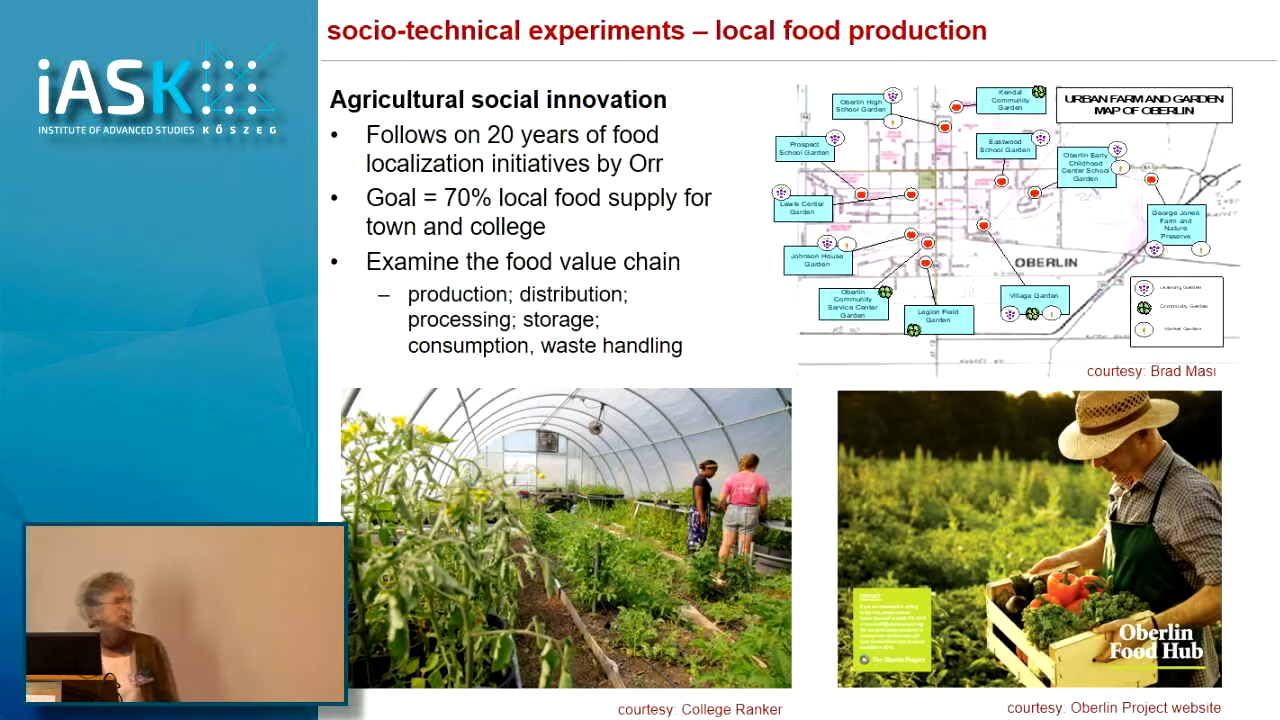 socio-technical experiments – local food production
iASK
INSTITUTE OF ADVANCED STUDIES KŐSZEG
Agricultural social innovation
• Follows on 20 years of food
localization initiatives by Orr
• Goal = 70% local food supply for
town and college
• Examine the food value chain
– production; distribution;
processing; storage;
consumption, waste handling
URBAN FARM AND GARDEN
MAP OF OBERLIN
Oberlin High
School Garden
Kendal
Community
Garden
Prospect
School Garden
Eastwood
School Garden
Oberlin Early
Childhood
Center School
Garden
Lewis Center
Garden
George Jones
Farm and
Nature
Preserve
Johnson House
Garden
OBERLIN
Oberlin
Community
Service Center
Garden
Legion Field
Garden
Village Garden
Learning Garden
Community Garden
Market Garden
courtesy: Brad Masi
The Oberlin Project
Oberlin
Food Hub
courtesy: College Ranker
courtesy: Oberlin Project website